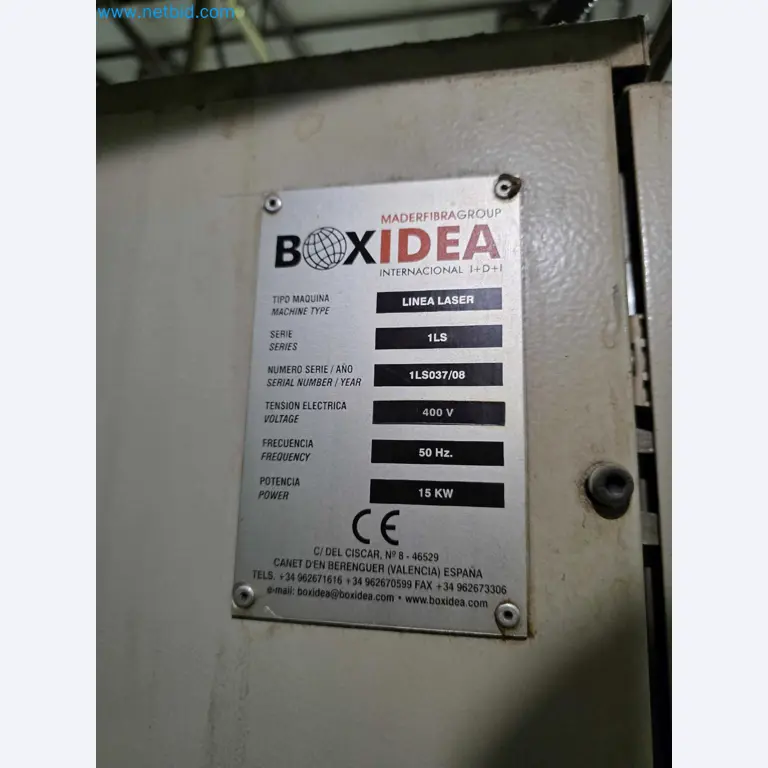 www.netbid.com
MADERFIBRAGROUP
BOXIDEA
INTERNACIONAL I+D+I
TIPO MAQUINA LINEA LASER
MACHINE TYPE
SERIE 1LS
SERIES
NUMERO SERIE / AÑO 1LS037/08
SERIAL NUMBER / YEAR
TENSION ELECTRICA 400 V
VOLTAGE
FRECUENCIA 50 Hz.
FREQUENCY
POTENCIA 15 KW
POWER
CE
C/ DEL CISCAR, Nº 8 - 46529
CANET D'EN BERENGUER (VALENCIA) ESPAÑA
TELS. +34 962671616 +34 962670599 FAX +34 962673306
e-mail: boxidea@boxidea.com • www.boxidea.com